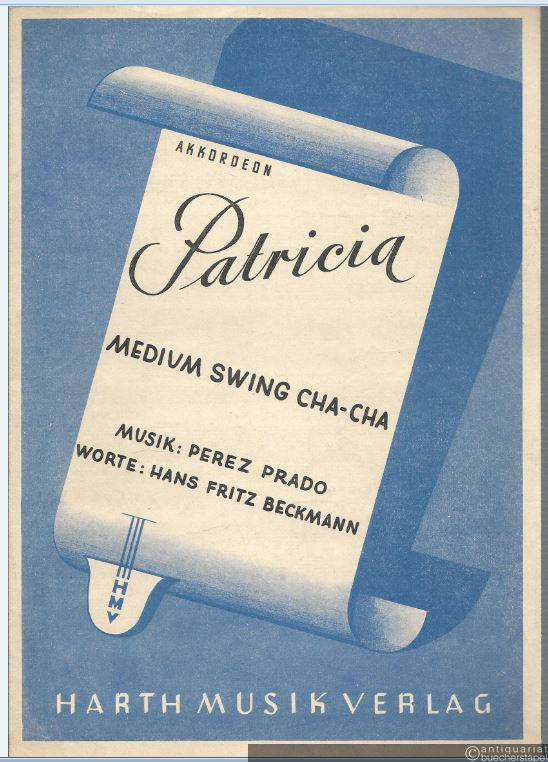 AKKORDEON
Patricia
MEDIUM SWING CHA-CHA
MUSIK: PEREZ PRADO
WORTE: HANS FRITZ BECKMANN
HMV
HARTH MUSIK VERLAG
© antiquariat
buecherstapel